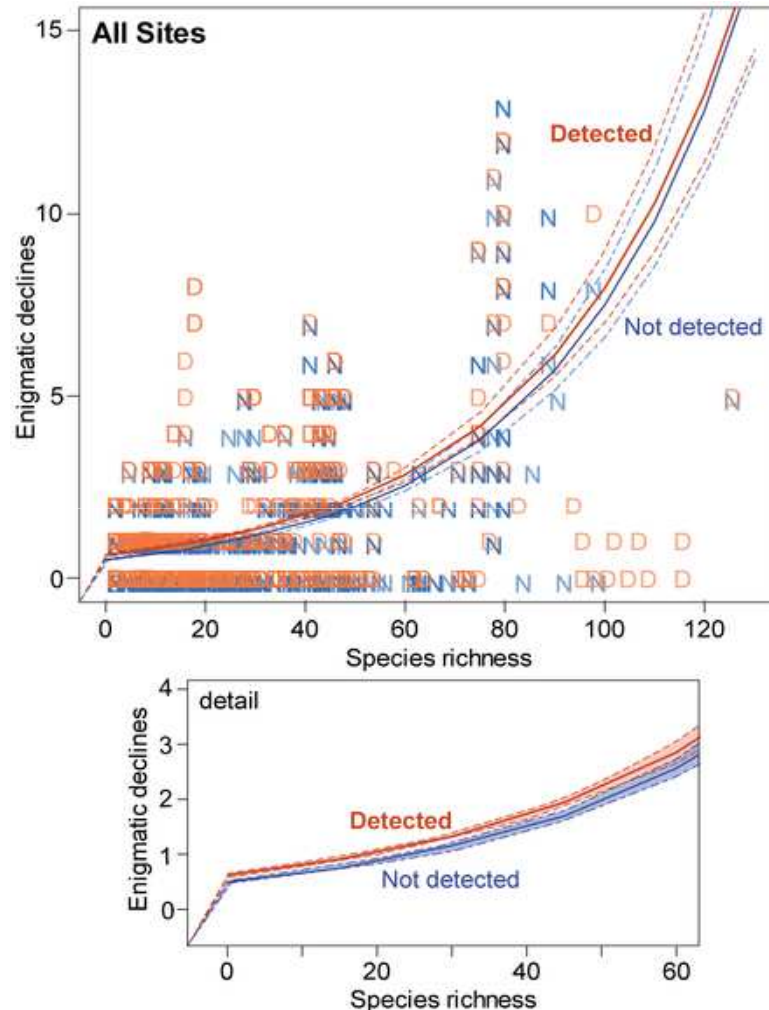 All Sites
15
10
5
0
Enigmatic declines
Detected
Not detected
0 20 40 60 80 100 120
Species richness
detail
4
3
2
1
0
Enigmatic declines
Detected
Not detected
0 20 40 60
Species richness